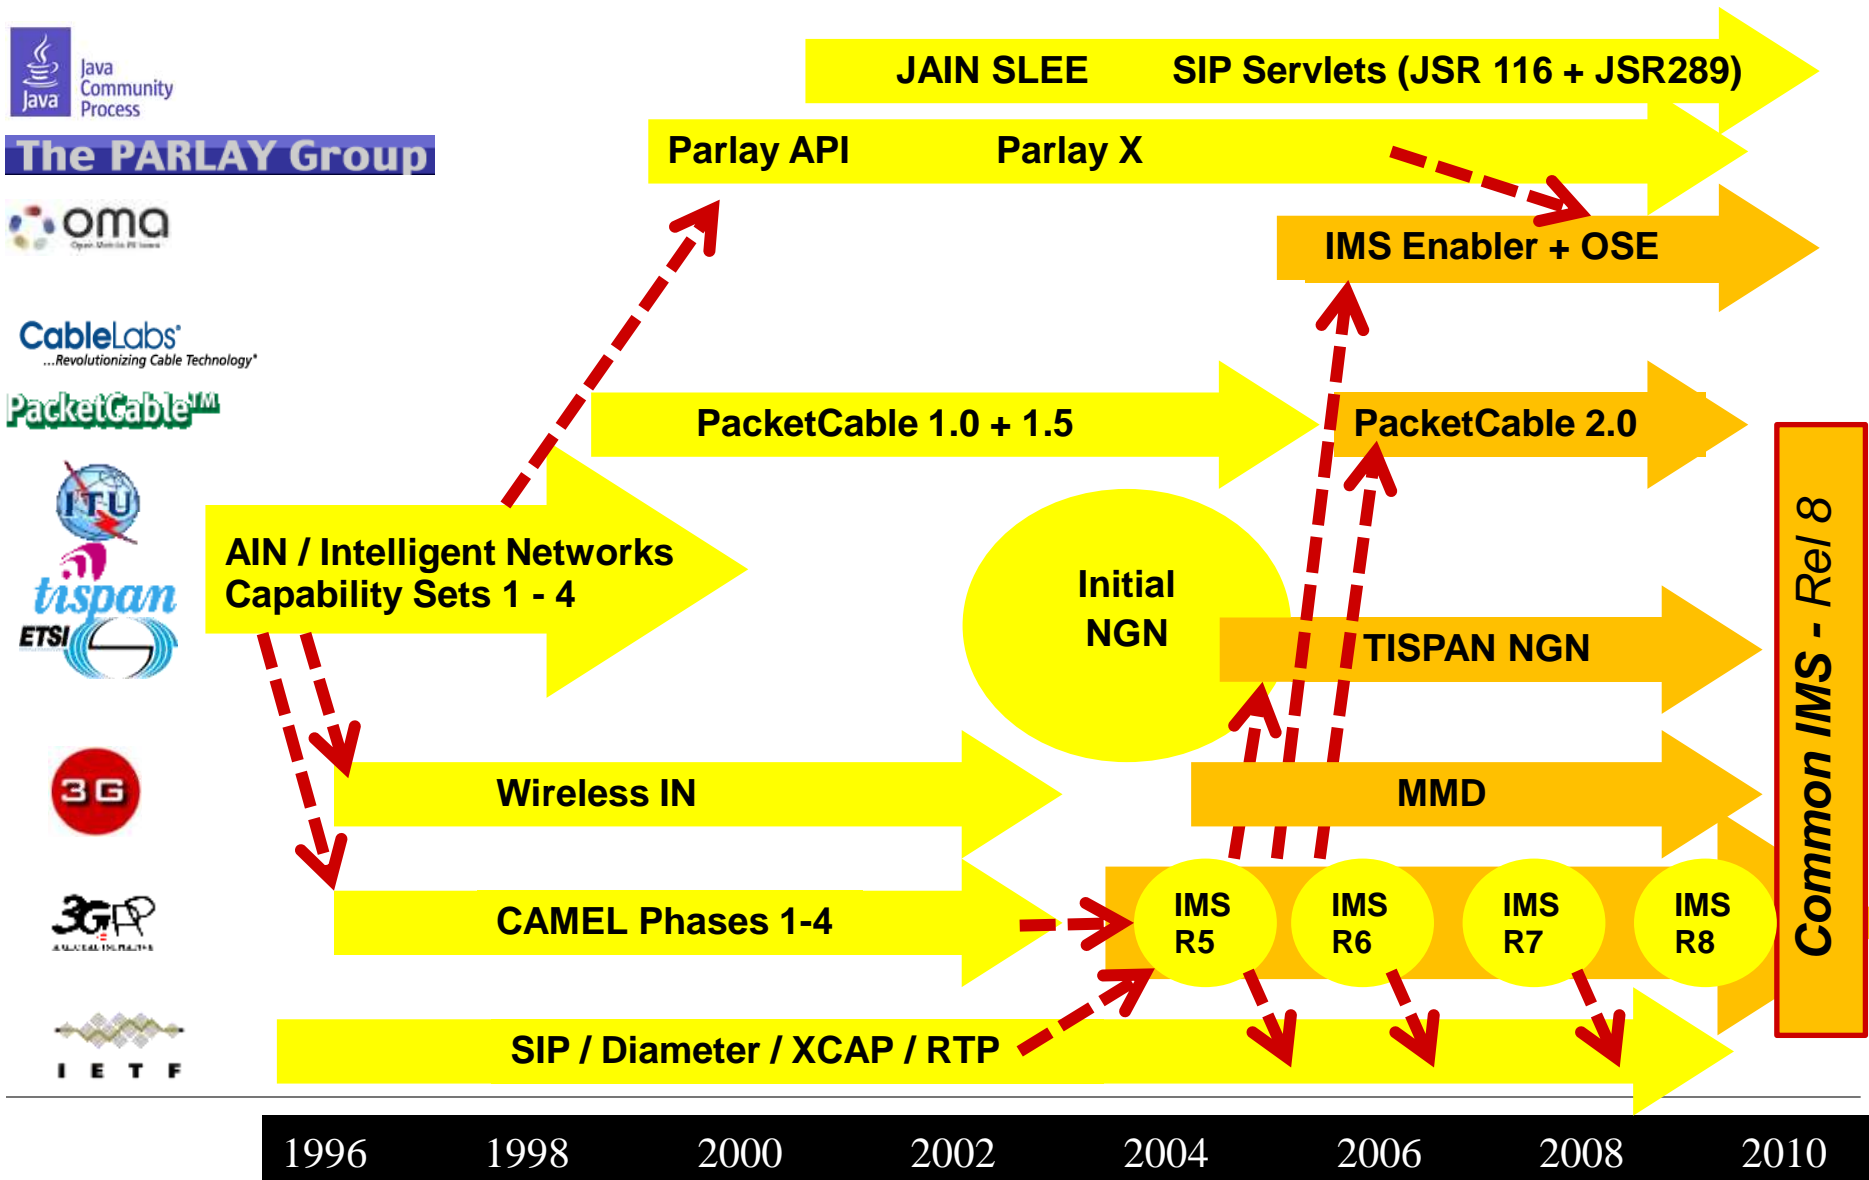 Java
Java
Community
Process
JAIN SLEE SIP Servlets (JSR 116 + JSR289)
The PARLAY Group
Parlay API Parlay X
oma
IMS Enabler + OSE
CableLabs®
...Revolutionizing Cable Technology®
PacketCable™
PacketCable 1.0 + 1.5
PacketCable 2.0
ITU
AIN / Intelligent Networks
Capability Sets 1 - 4
Initial
NGN
tispan
ETSI
TISPAN NGN
3G
Wireless IN
MMD
3GPP
A GLOBAL INITIATIVE
CAMEL Phases 1-4
IMS
R5
IMS
R6
IMS
R7
IMS
R8
Common IMS - Rel 8
SIP / Diameter / XCAP / RTP
I E T F
1996 1998 2000 2002 2004 2006 2008 2010